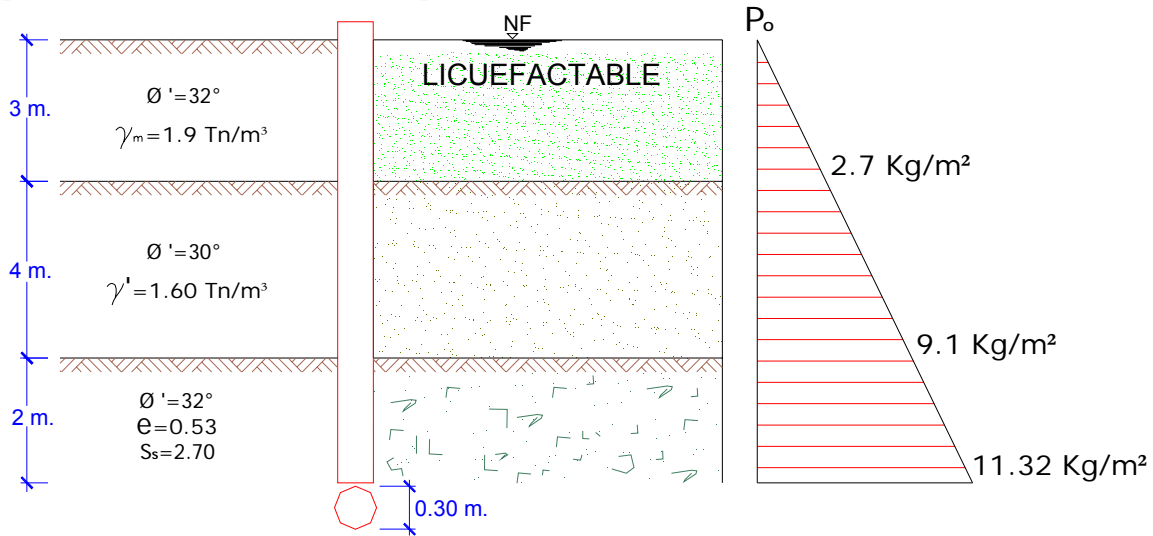 NF
P₀
LICUEFACTABLE
3 m.
Ø '=32°
γm=1.9 Tn/m³
2.7 Kg/m²
4 m.
Ø '=30°
γ'=1.60 Tn/m³
9.1 Kg/m²
2 m.
Ø '=32°
e=0.53
Ss=2.70
11.32 Kg/m²
0.30 m.